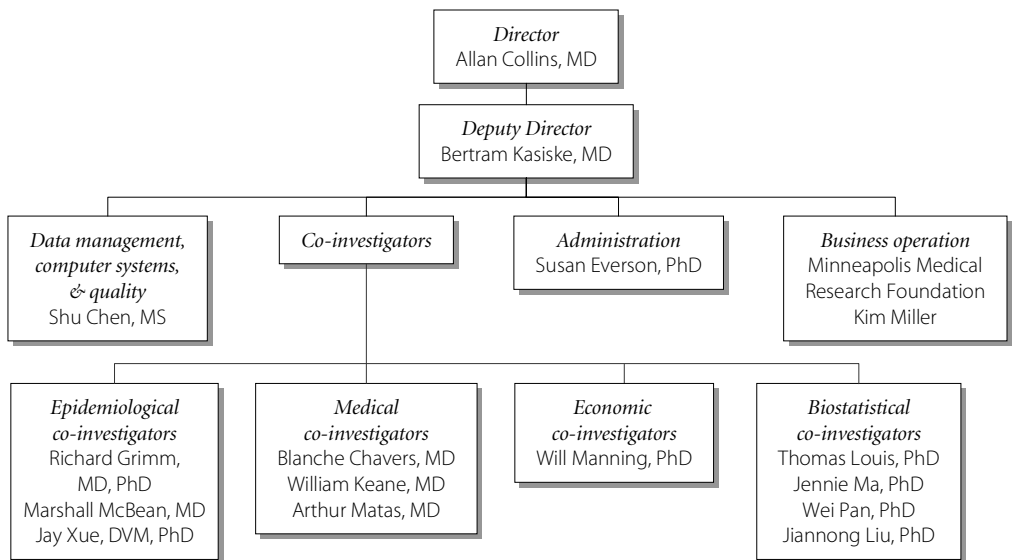 Director
Allan Collins, MD
Deputy Director
Bertram Kasiske, MD
Data management,
computer systems,
& quality
Shu Chen, MS
Co-investigators
Administration
Susan Everson, PhD
Business operation
Minneapolis Medical
Research Foundation
Kim Miller
Epidemiological
co-investigators
Richard Grimm,
MD, PhD
Marshall McBean, MD
Jay Xue, DVM, PhD
Medical
co-investigators
Blanche Chavers, MD
William Keane, MD
Arthur Matas, MD
Economic
co-investigators
Will Manning, PhD
Biostatistical
co-investigators
Thomas Louis, PhD
Jennie Ma, PhD
Wei Pan, PhD
Jiannong Liu, PhD